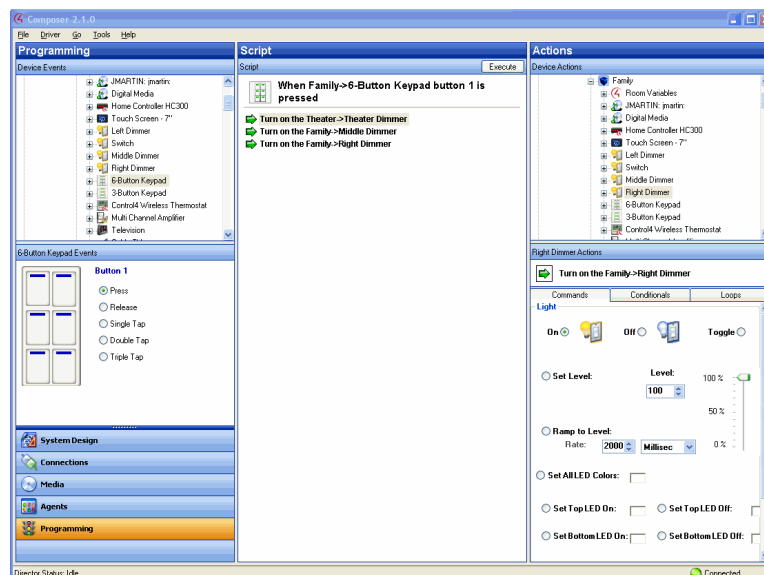 Composer 2.1.0
File Driver Go Tools Help
Programming
Device Events
JMARTIN: jmartin:
Digital Media
Home Controller HC300
Touch Screen - 7"
Left Dimmer
Switch
Middle Dimmer
Right Dimmer
6-Button Keypad
3-Button Keypad
Control4 Wireless Thermostat
Multi Channel Amplifier
Television
6-Button Keypad Events
Button 1
Press
Release
Single Tap
Double Tap
Triple Tap
System Design
Connections
Media
Agents
Programming
Director Status: Idle
Script
Script Execute
When Family->6-Button Keypad button 1 is
pressed
Turn on the Theater->Theater Dimmer
Turn on the Family->Middle Dimmer
Turn on the Family->Right Dimmer
Actions
Device Actions
Family
Room Variables
JMARTIN: jmartin:
Digital Media
Home Controller HC300
Touch Screen - 7"
Left Dimmer
Switch
Middle Dimmer
Right Dimmer
6-Button Keypad
3-Button Keypad
Control4 Wireless Thermostat
Right Dimmer Actions
Turn on the Family->Right Dimmer
Commands Conditionals Loops
Light
On Off Toggle
Set Level: Level: 100 %
100
50 %
Ramp to Level:
Rate: 2000 Millisec 0 %
Set All LED Colors:
Set Top LED On: Set Top LED Off:
Set Bottom LED On: Set Bottom LED Off:
Connected